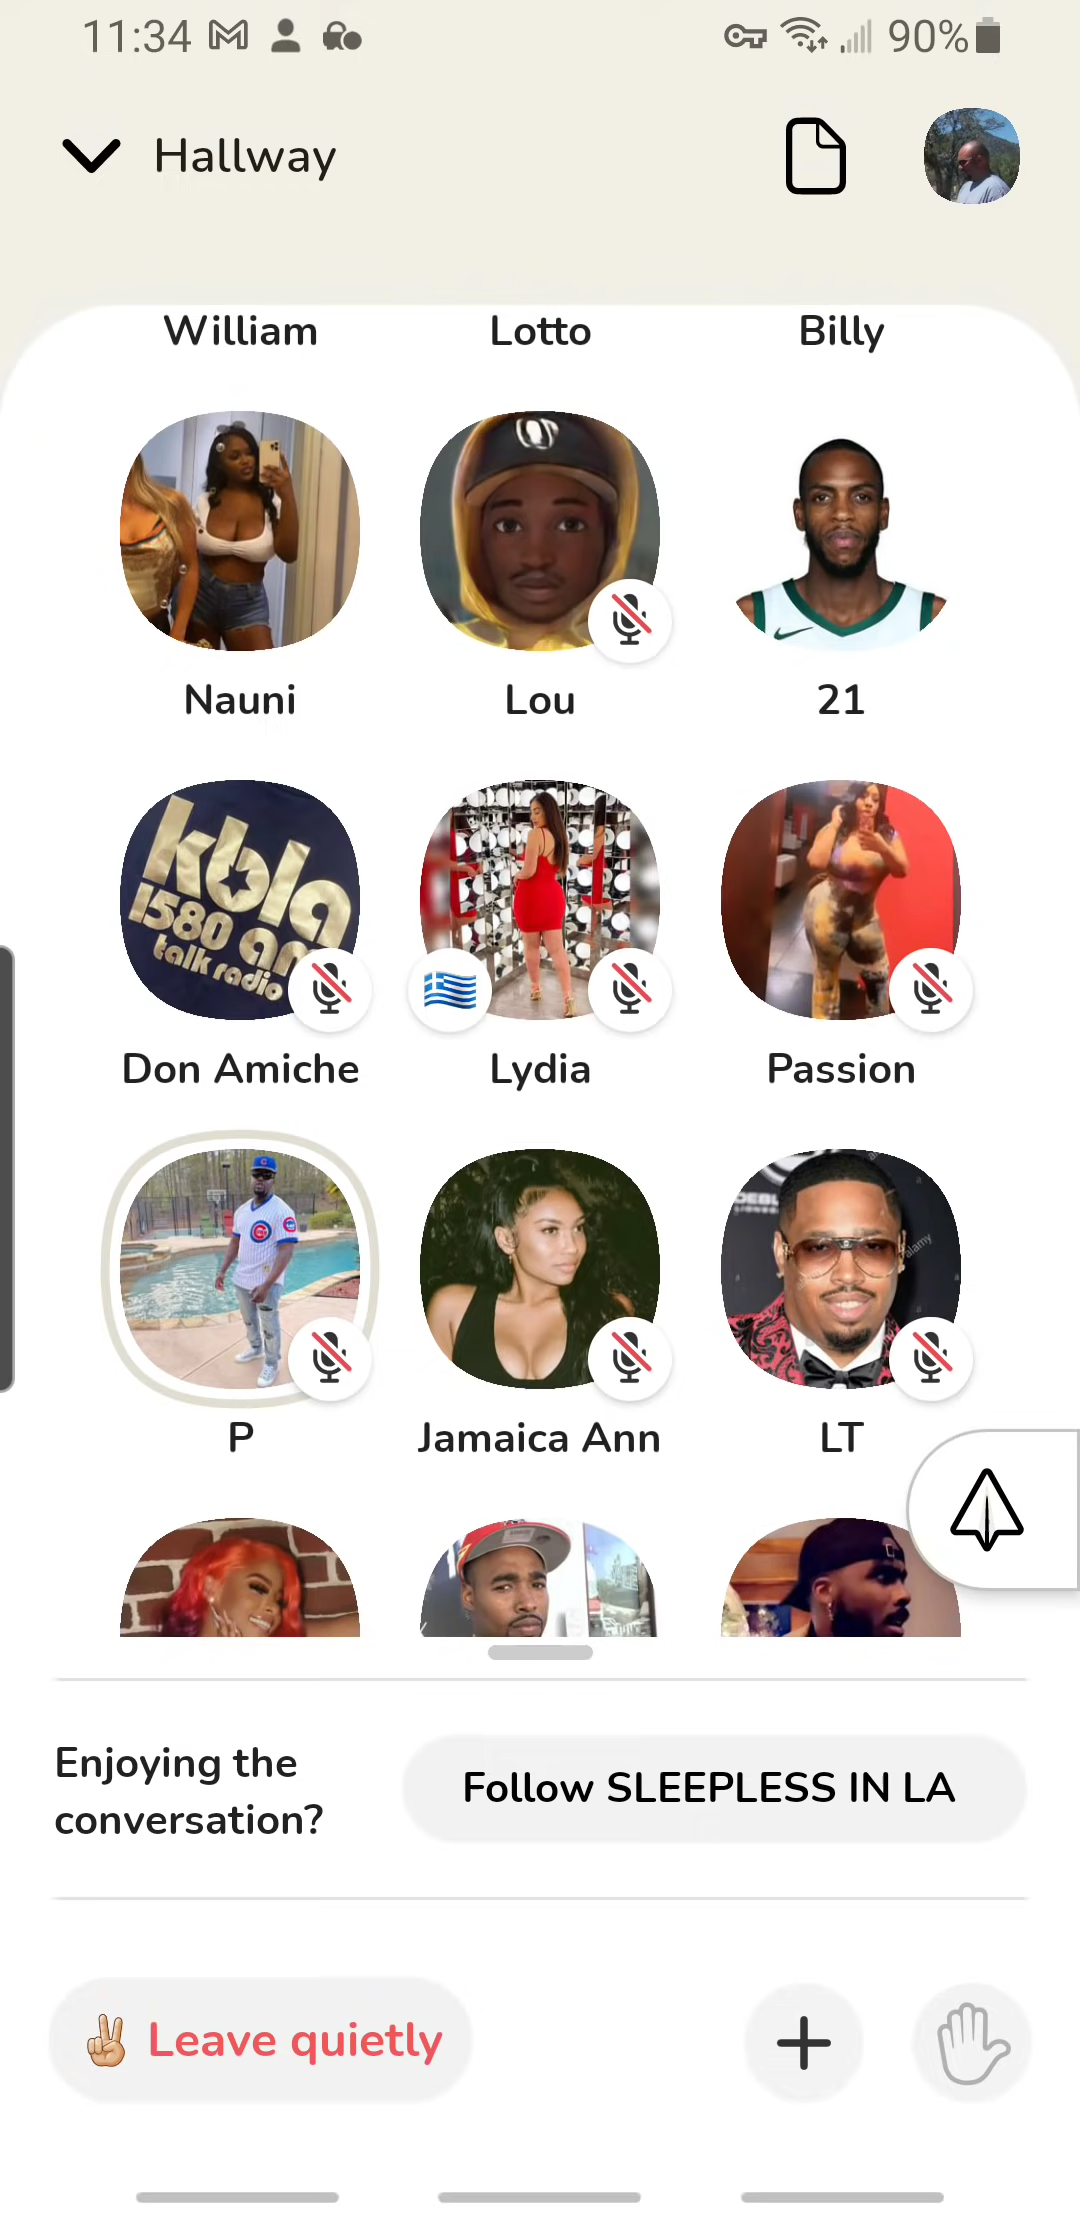 11:34
90%
Hallway
William Lotto Billy
Nauni Lou 21
kbla
1580 am
talk radio
Don Amiche Lydia Passion
alamy
P Jamaica Ann LT
Enjoying the
conversation?
Follow SLEEPLESS IN LA
Leave quietly